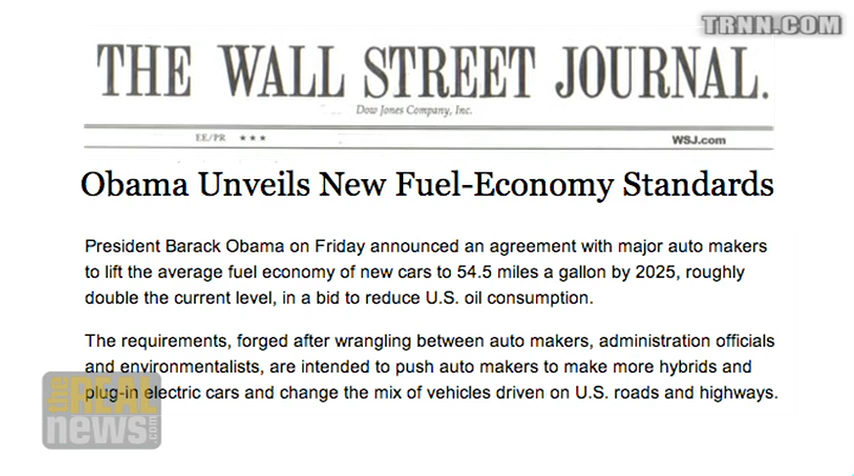 TRNN.COM
THE WALL STREET JOURNAL.
Dow Jones Company, Inc.
EE/PR ★★★
WSJ.com
Obama Unveils New Fuel-Economy Standards
President Barack Obama on Friday announced an agreement with major auto makers
to lift the average fuel economy of new cars to 54.5 miles a gallon by 2025, roughly
double the current level, in a bid to reduce U.S. oil consumption.
The requirements, forged after wrangling between auto makers, administration officials
and environmentalists, are intended to push auto makers to make more hybrids and
plug-in electric cars and change the mix of vehicles driven on U.S. roads and highways.
the REAL
news.com